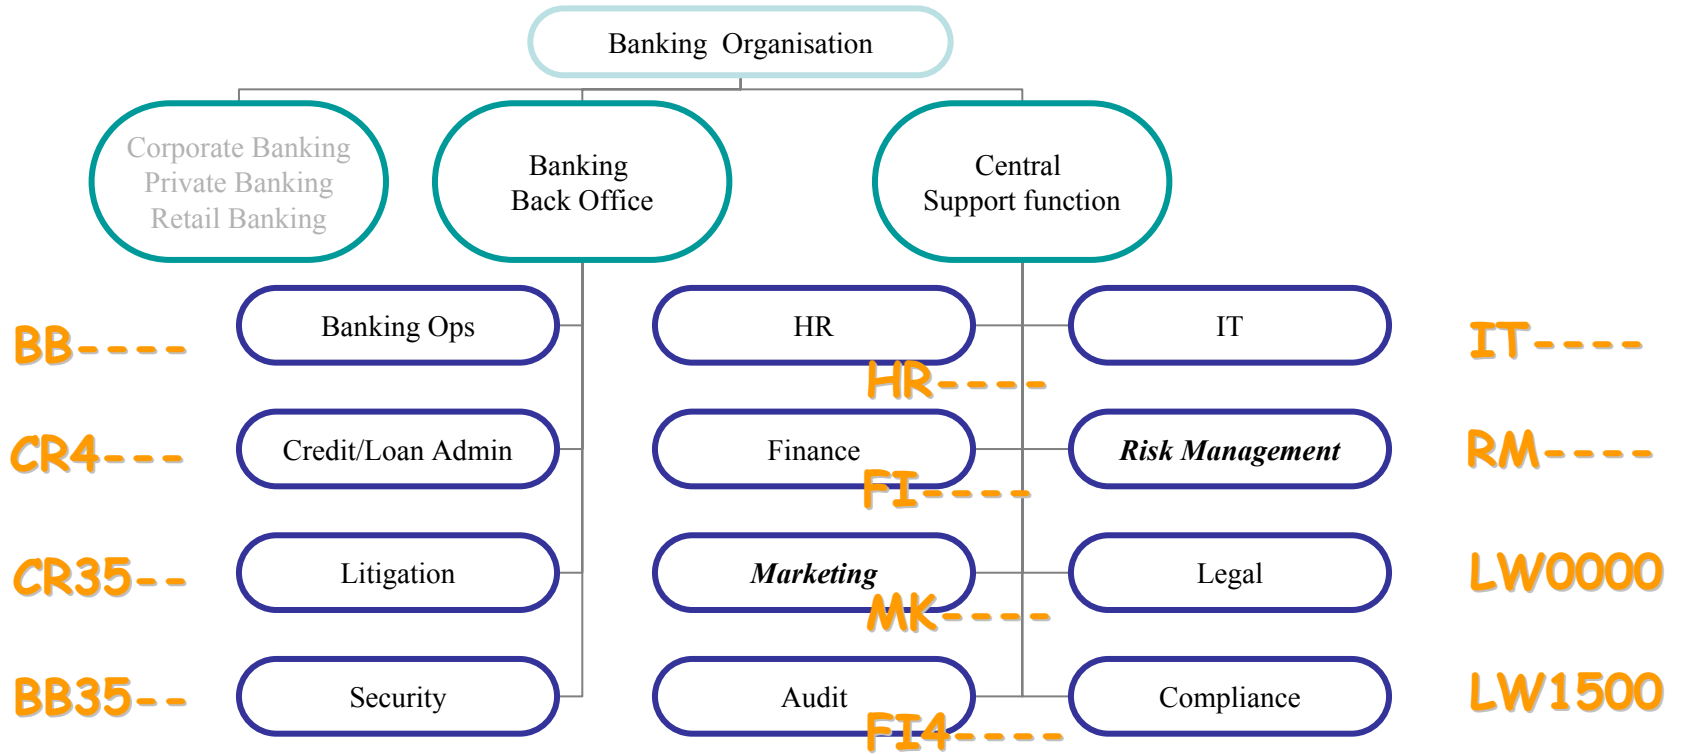 Banking Organisation
Corporate Banking
Private Banking
Retail Banking
Banking
Back Office
Central
Support function
BB----
Banking Ops
HR
HR----
IT
IT----
CR4---
Credit/Loan Admin
Finance
FI----
Risk Management
RM----
CR35--
Litigation
Marketing
MK----
Legal
LW0000
BB35--
Security
Audit
FI4----
Compliance
LW1500